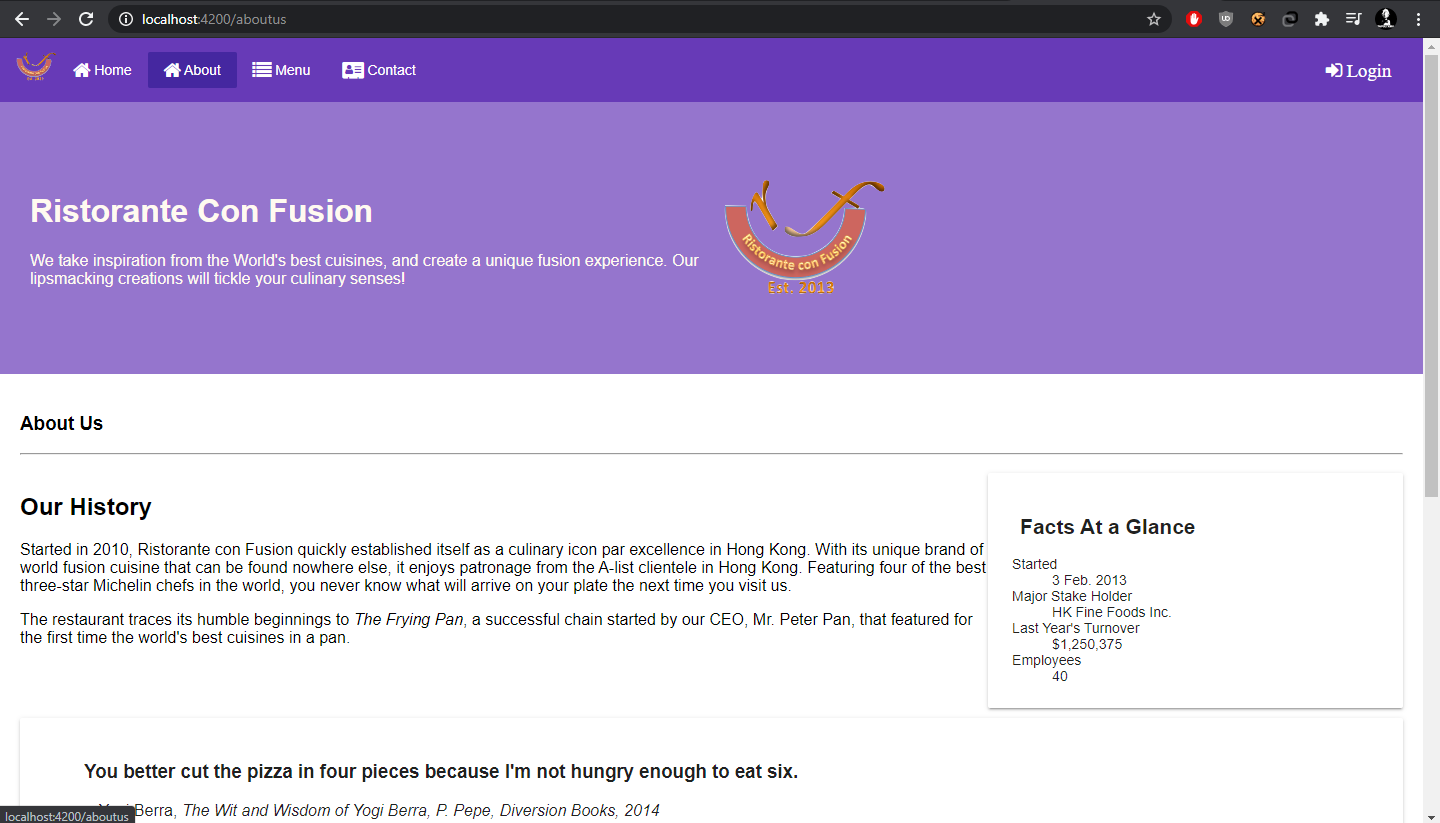 localhost:4200/aboutus
Home
About
Menu
Contact
Login
Ristorante Con Fusion
We take inspiration from the World's best cuisines, and create a unique fusion experience. Our
lipsmacking creations will tickle your culinary senses!
Ristorante con Fusion
Est. 2013
About Us
Our History
Started in 2010, Ristorante con Fusion quickly established itself as a culinary icon par excellence in Hong Kong. With its unique brand of
world fusion cuisine that can be found nowhere else, it enjoys patronage from the A-list clientele in Hong Kong. Featuring four of the best
three-star Michelin chefs in the world, you never know what will arrive on your plate the next time you visit us.
The restaurant traces its humble beginnings to The Frying Pan, a successful chain started by our CEO, Mr. Peter Pan, that featured for
the first time the world's best cuisines in a pan.
Facts At a Glance
Started
3 Feb. 2013
Major Stake Holder
HK Fine Foods Inc.
Last Year's Turnover
$1,250,375
Employees
40
You better cut the pizza in four pieces because I'm not hungry enough to eat six.
Yogi Berra, The Wit and Wisdom of Yogi Berra, P. Pepe, Diversion Books, 2014
localhost:4200/aboutus